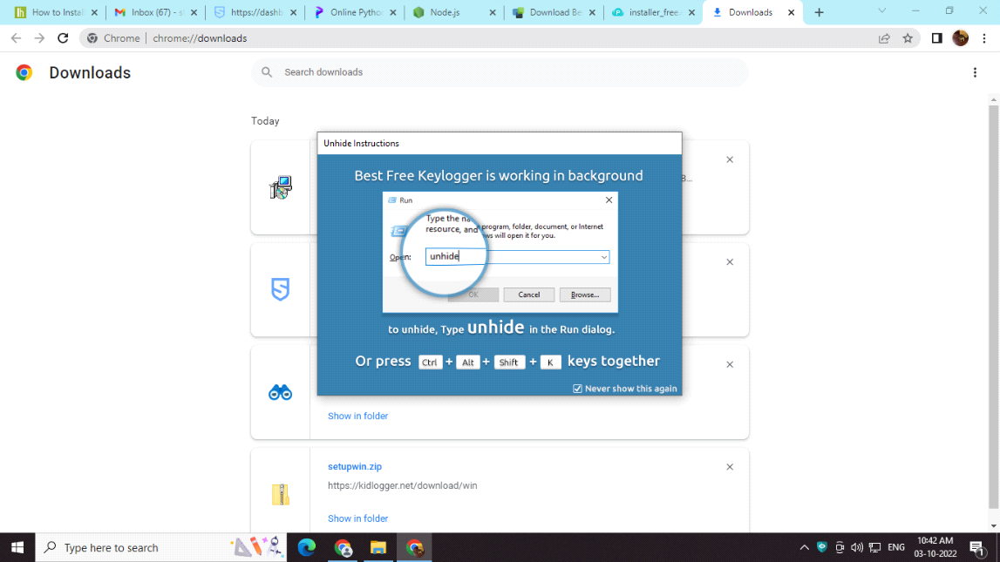 How to Instal
Inbox (67) - s
https://dashb
Online Pytho
Node.js
Download Be
installer_free.
Downloads
Chrome
chrome://downloads
Downloads
Search downloads
Today
Unhide Instructions
Best Free Keylogger is working in background
Run
Type the na
program, folder, document, or Internet
resource, and
ws will open it for you.
Open:
unhide
OK
Cancel
Browse...
to unhide, Type unhide in the Run dialog.
Or press Ctrl + Alt + Shift + K keys together
Never show this again
B...
Show in folder
setupwin.zip
https://kidlogger.net/download/win
Show in folder
Type here to search
ENG
10:42 AM
03-10-2022
1